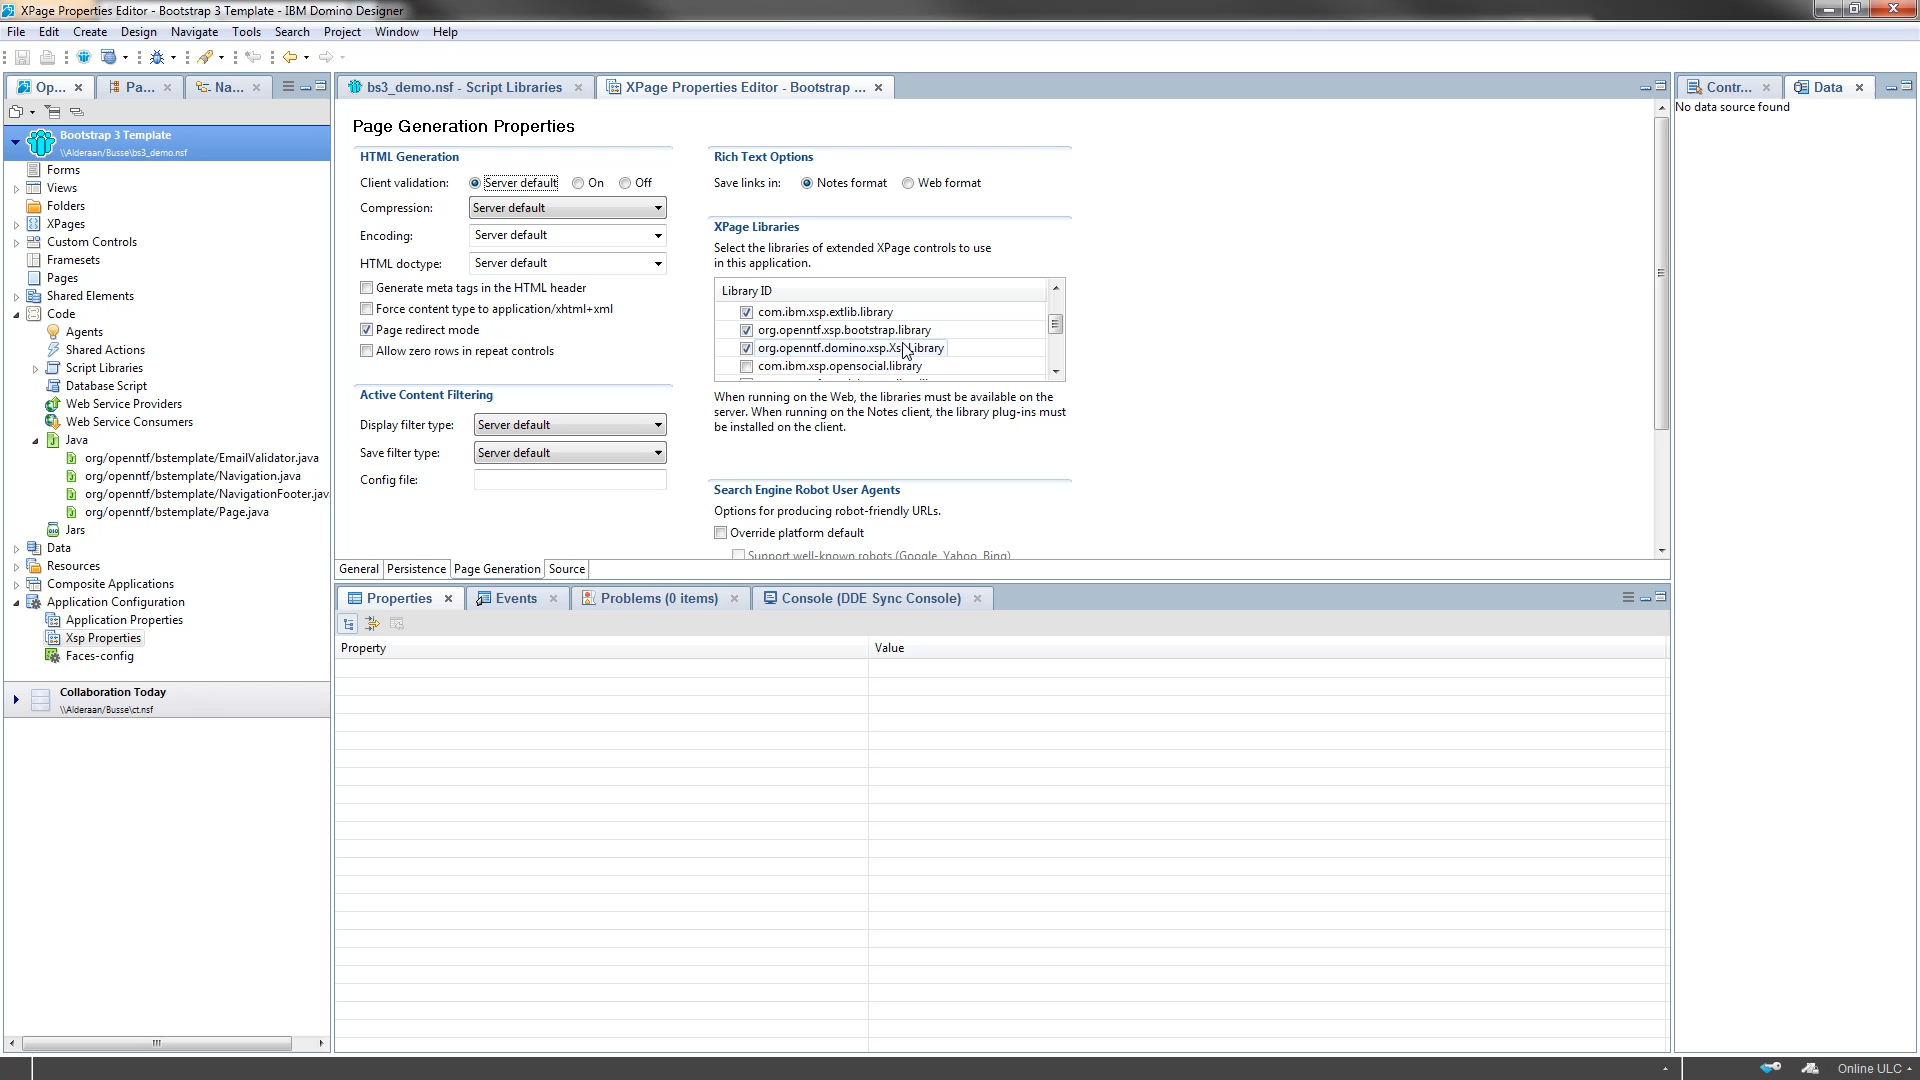 XPage Properties Editor - Bootstrap 3 Template - IBM Domino Designer
File Edit Create Design Navigate Tools Search Project Window Help
Op... Pa... Na...
Bootstrap 3 Template
\\Alderaan/Busse\bs3_demo.nsf
Forms
Views
Folders
XPages
Custom Controls
Framesets
Pages
Shared Elements
Code
Agents
Shared Actions
Script Libraries
Database Script
Web Service Providers
Web Service Consumers
Java
org/openntf/bstemplate/EmailValidator.java
org/openntf/bstemplate/Navigation.java
org/openntf/bstemplate/NavigationFooter.jav
org/openntf/bstemplate/Page.java
Jars
Data
Resources
Composite Applications
Application Configuration
Application Properties
Xsp Properties
Faces-config
Collaboration Today
\\Alderaan/Busse\ct.nsf
bs3_demo.nsf - Script Libraries XPage Properties Editor - Bootstrap ...
Page Generation Properties
HTML Generation
Client validation: Server default On Off
Compression: Server default
Encoding: Server default
HTML doctype: Server default
Generate meta tags in the HTML header
Force content type to application/xhtml+xml
Page redirect mode
Allow zero rows in repeat controls
Active Content Filtering
Display filter type: Server default
Save filter type: Server default
Config file:
Rich Text Options
Save links in: Notes format Web format
XPage Libraries
Select the libraries of extended XPage controls to use
in this application.
Library ID
com.ibm.xsp.extlib.library
org.openntf.xsp.bootstrap.library
org.openntf.domino.xsp.XspLibrary
com.ibm.xsp.opensocial.library
When running on the Web, the libraries must be available on the
server. When running on the Notes client, the library plug-ins must
be installed on the client.
Search Engine Robot User Agents
Options for producing robot-friendly URLs.
Override platform default
Support well-known robots (Google, Yahoo, Bing)
General Persistence Page Generation Source
Properties Events Problems (0 items) Console (DDE Sync Console)
Property Value
Contr... Data
No data source found
Online ULC